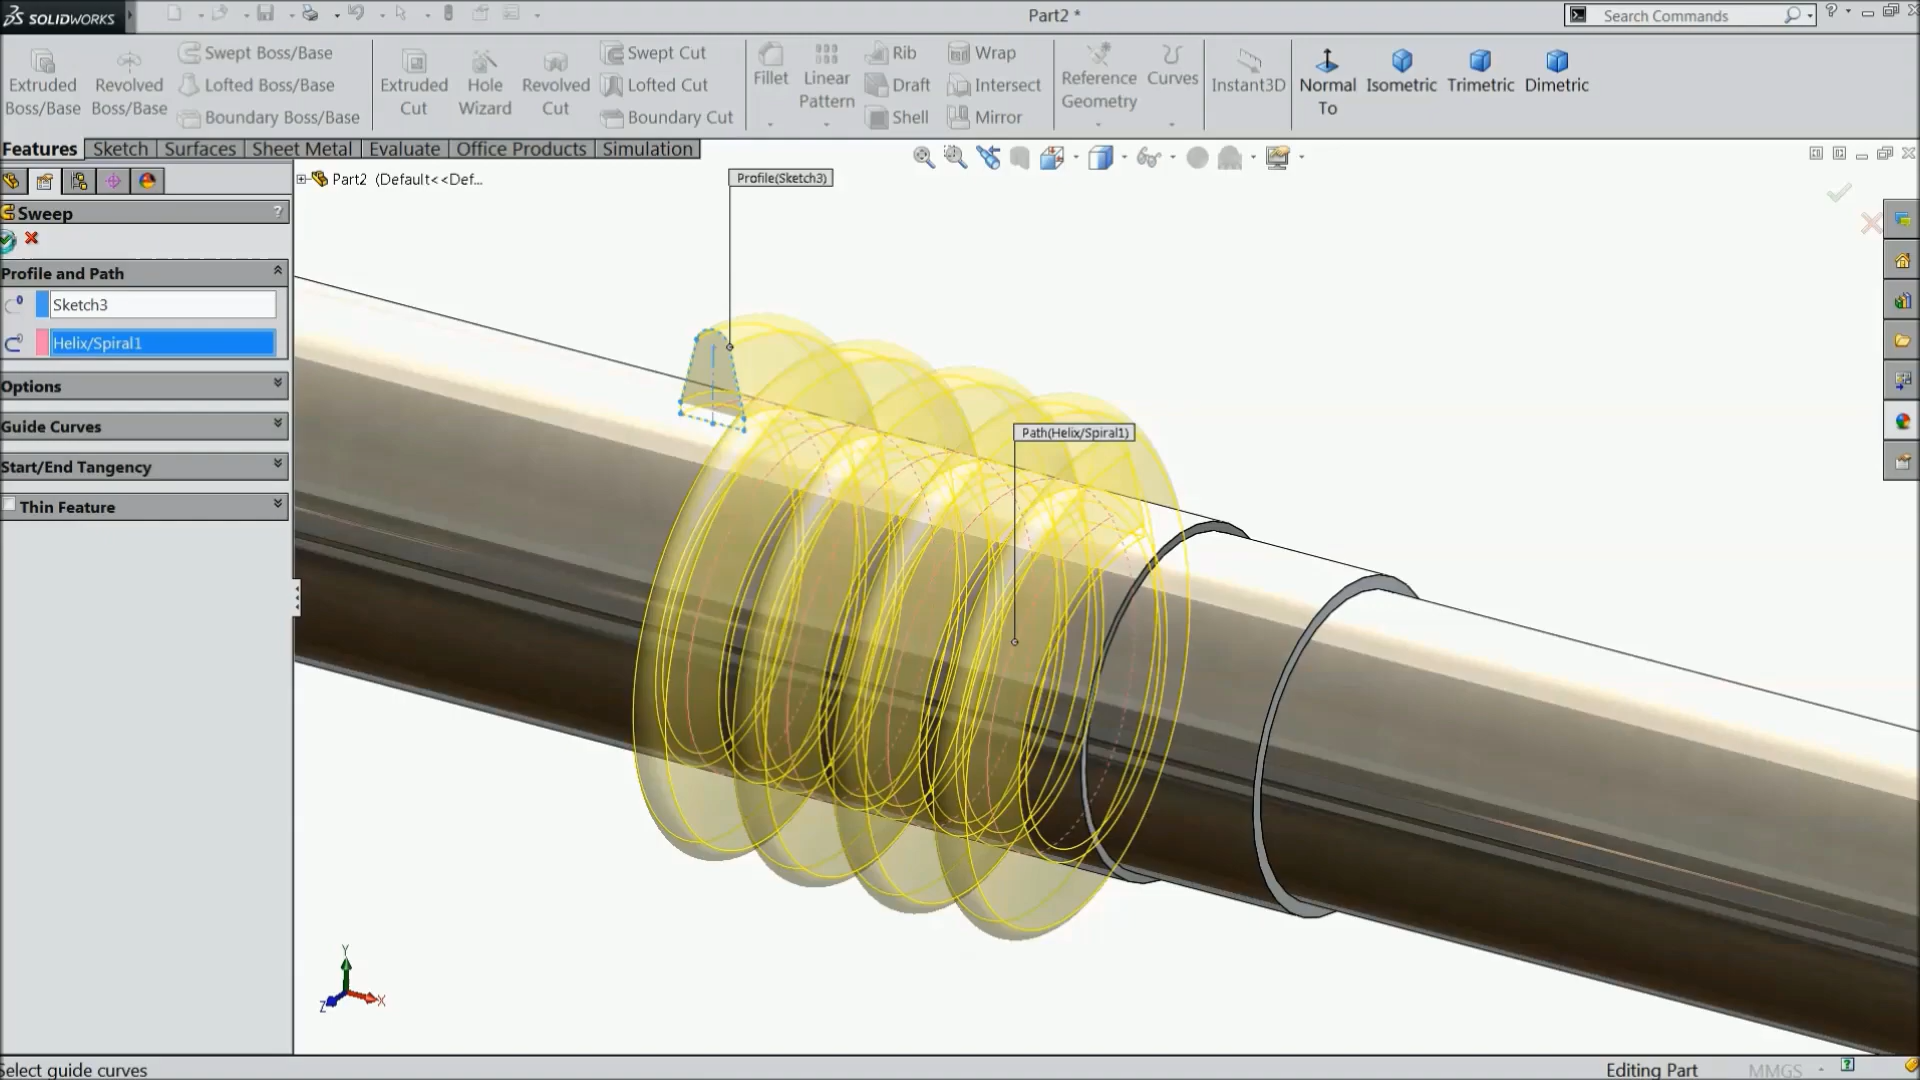 SOLIDWORKS
Part2 *
Search Commands
Extruded Boss/Base
Revolved Boss/Base
Swept Boss/Base
Lofted Boss/Base
Boundary Boss/Base
Extruded Cut
Hole Wizard
Revolved Cut
Swept Cut
Lofted Cut
Boundary Cut
Fillet
Linear Pattern
Rib
Draft
Shell
Wrap
Intersect
Mirror
Reference Geometry
Curves
Instant3D
Normal To
Isometric
Trimetric
Dimetric
Features
Sketch
Surfaces
Sheet Metal
Evaluate
Office Products
Simulation
Part2 (Default<<Def...
Profile(Sketch3)
Sweep
?
Profile and Path
Sketch3
Helix/Spiral1
Options
Guide Curves
Start/End Tangency
Thin Feature
Path(Helix/Spiral1)
Y
X
Z
Select guide curves
Editing Part
MMGS